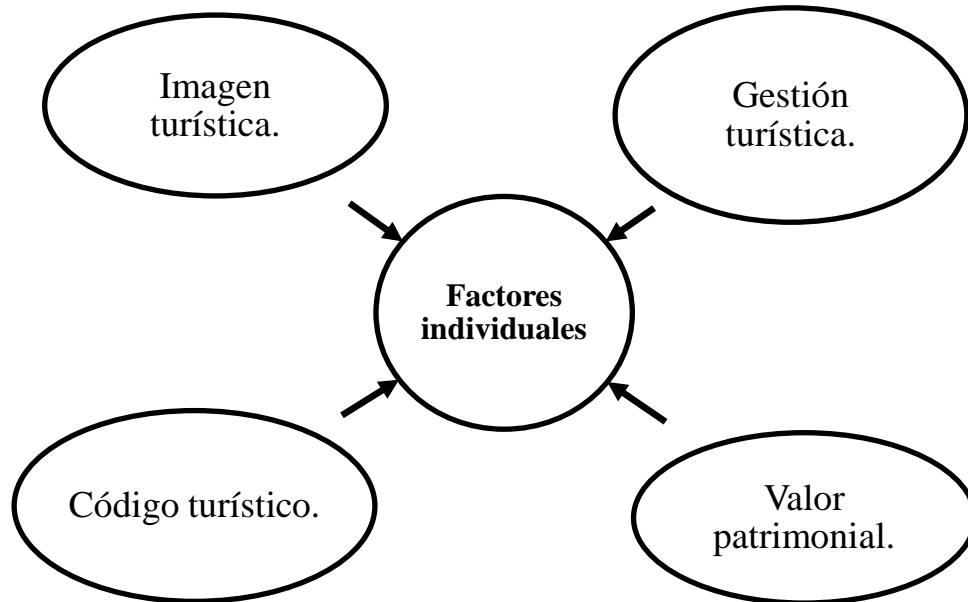 Imagen
turística.
Gestión
turística.
Factores
individuales
Código turístico.
Valor
patrimonial.